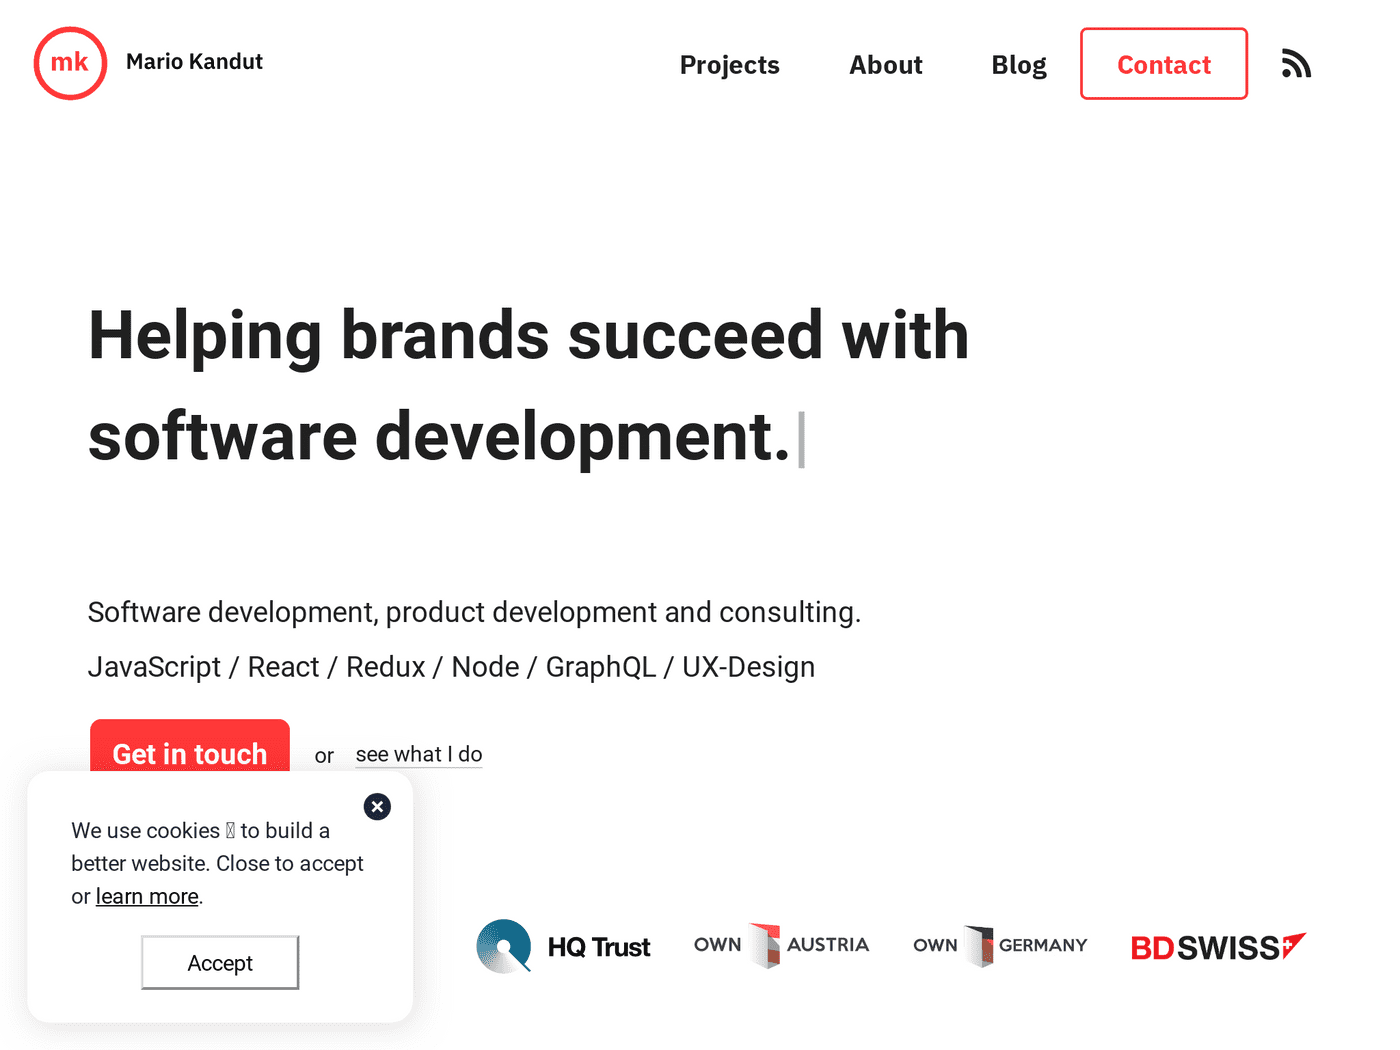 mk
Mario Kandut
Projects
About
Blog
Contact
Helping brands succeed with
software development.
Software development, product development and consulting.
JavaScript / React / Redux / Node / GraphQL / UX-Design
Get in touch
or
see what I do
We use cookies to build a
better website. Close to accept
or learn more.
Accept
HQ Trust
OWN AUSTRIA
OWN GERMANY
BDSWISS